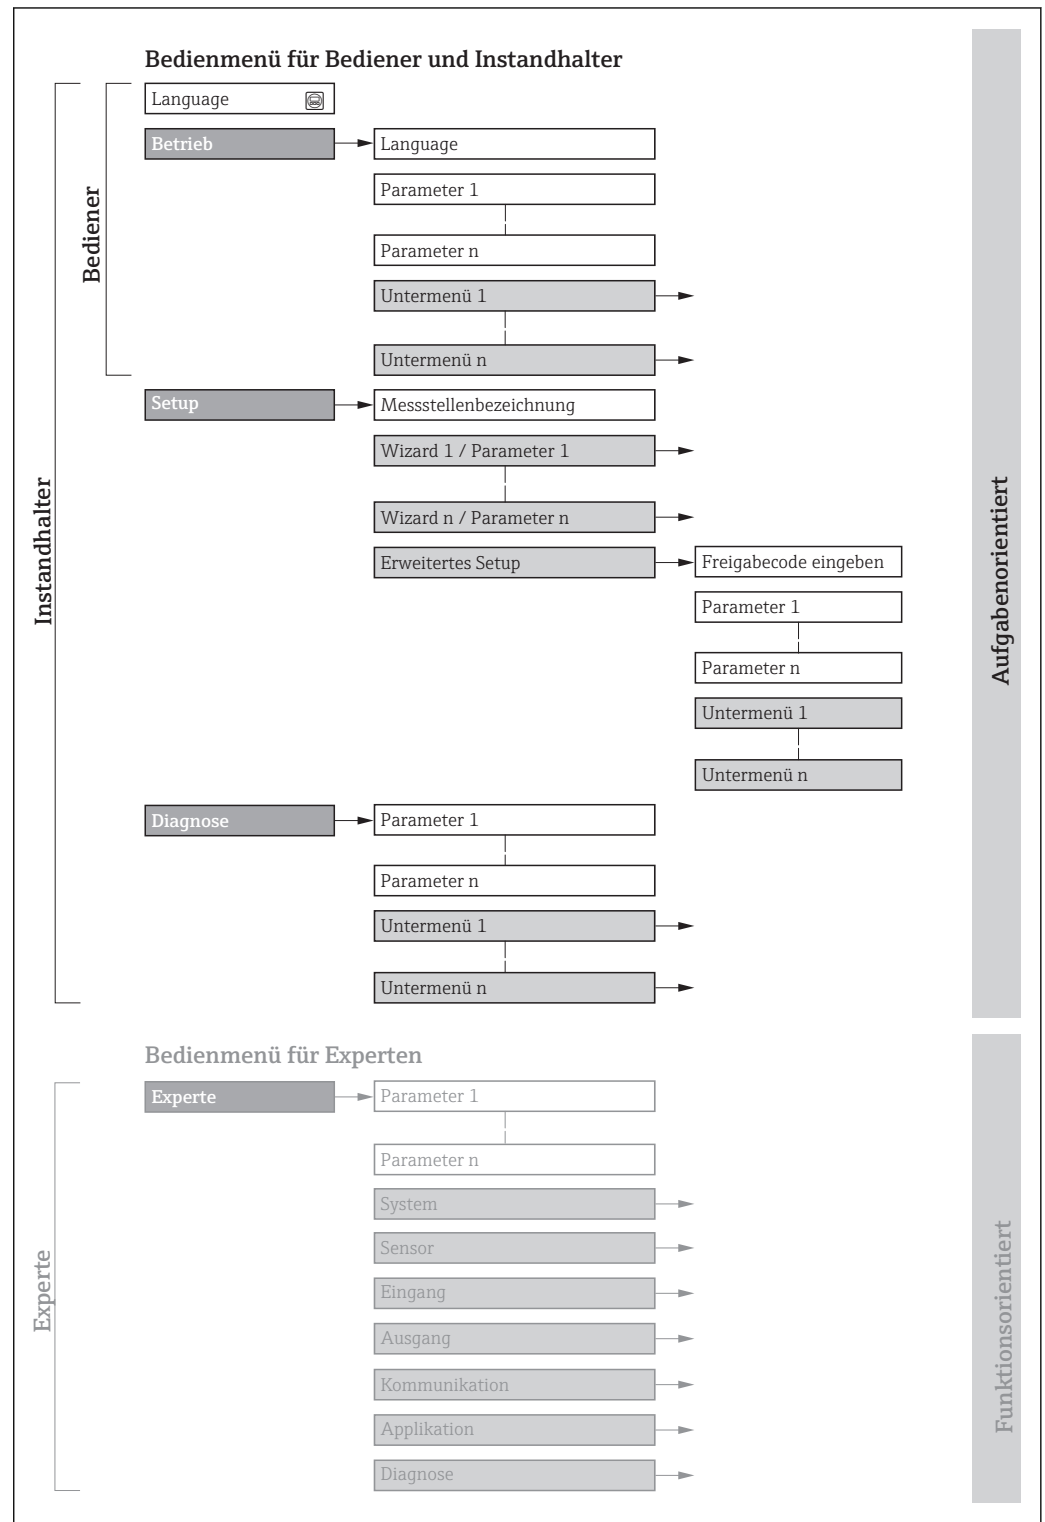 Bedienmenü für Bediener und Instandhalter
Language
Betrieb
Language
Parameter 1
Parameter n
Untermenü 1
Untermenü n
Bediener
Setup
Messstellenbezeichnung
Wizard 1 / Parameter 1
Wizard n / Parameter n
Erweitertes Setup
Freigabecode eingeben
Parameter 1
Parameter n
Untermenü 1
Untermenü n
Instandhalter
Aufgabenorientiert
Diagnose
Parameter 1
Parameter n
Untermenü 1
Untermenü n
Bedienmenü für Experten
Experte
Parameter 1
Parameter n
System
Sensor
Eingang
Ausgang
Kommunikation
Applikation
Diagnose
Experte
Funktionsorientiert